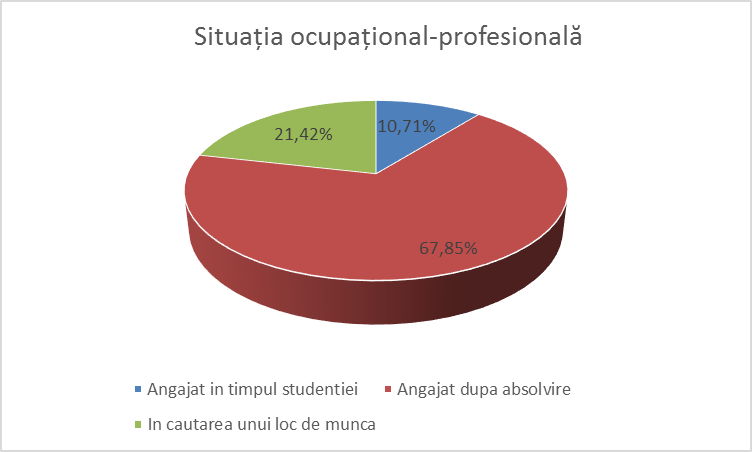 Situația ocupațional-profesională
21,42%
10,71%
67,85%
Angajat in timpul studentiei
Angajat dupa absolvire
In cautarea unui loc de munca